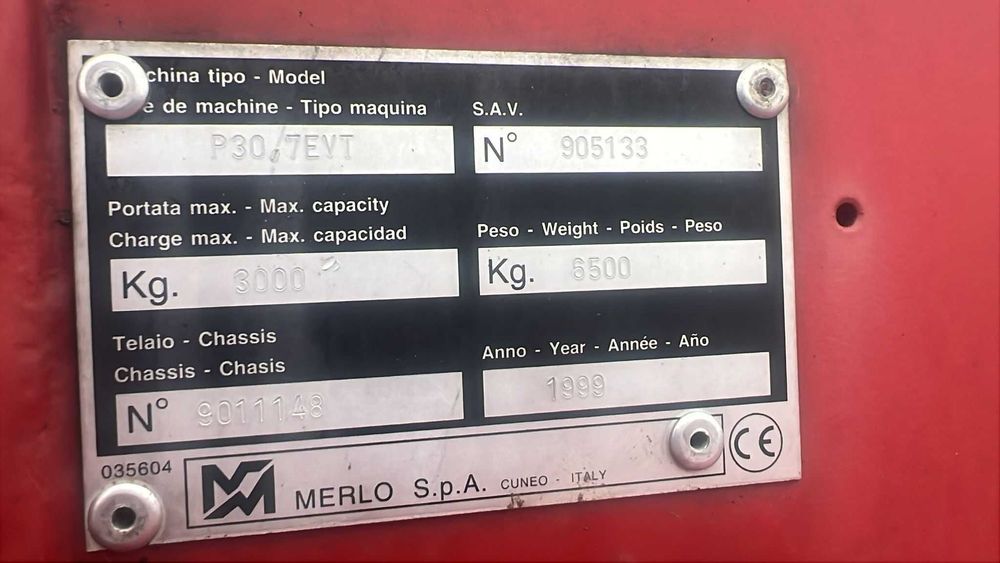 china tipo - Model
e de machine - Tipo maquina
P30,7EVT
S.A.V.
N° 905133
Portata max. - Max. capacity
Charge max. - Max. capacidad
Kg. 3000
Peso - Weight - Poids - Peso
Kg. 6500
Telaio - Chassis
Chassis - Chasis
N° 9011148
Anno - Year - Année - Año
1999
035604
MERLO S.p.A. CUNEO - ITALY
CE